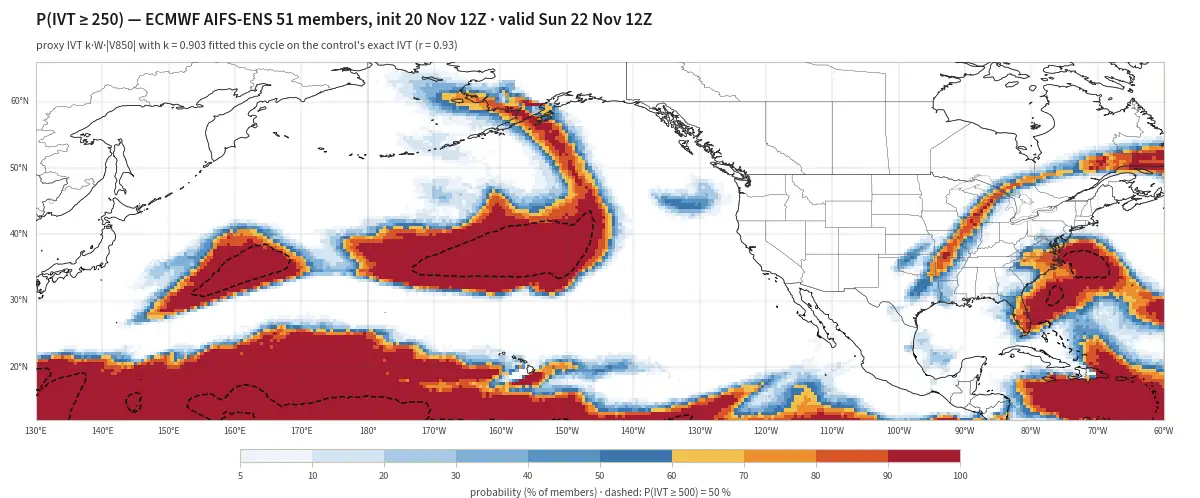 P(IVT ≥ 250) — ECMWF AIFS-ENS 51 members, init 20 Nov 12Z · valid Sun 22 Nov 12Z
proxy IVT k·W·|V850| with k = 0.903 fitted this cycle on the control's exact IVT (r = 0.93)
60°N
50°N
40°N
30°N
20°N
130°E 140°E 150°E 160°E 170°E 180° 170°W 160°W 150°W 140°W 130°W 120°W 110°W 100°W 90°W 80°W 70°W 60°W
5 10 20 30 40 50 60 70 80 90 100
probability (% of members) · dashed: P(IVT ≥ 500) = 50 %